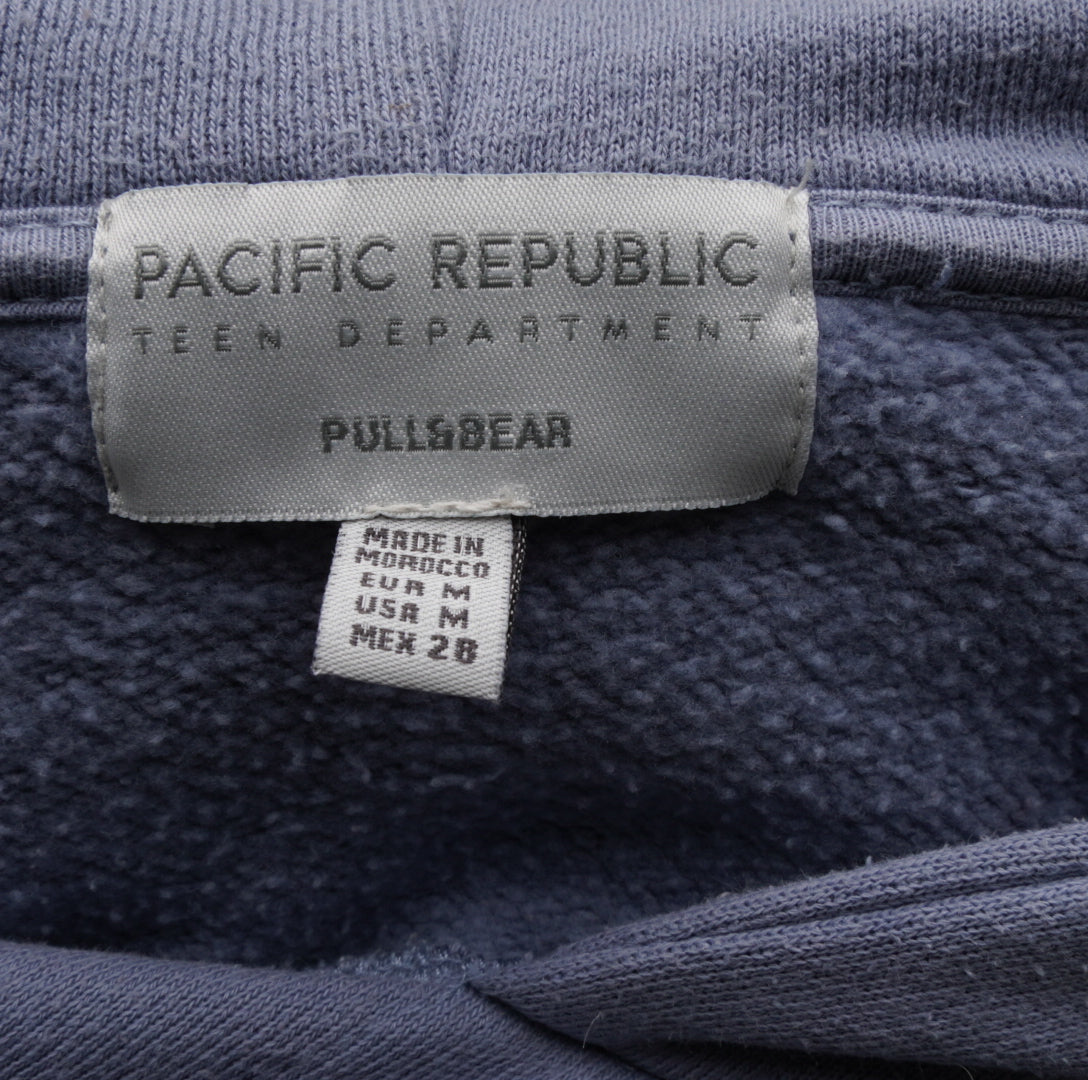 PACIFIC REPUBLIC
TEEN DEPARTMENT
PULL&BEAR
MADE IN
MOROCCO
EUR M
USA M
MEX 28